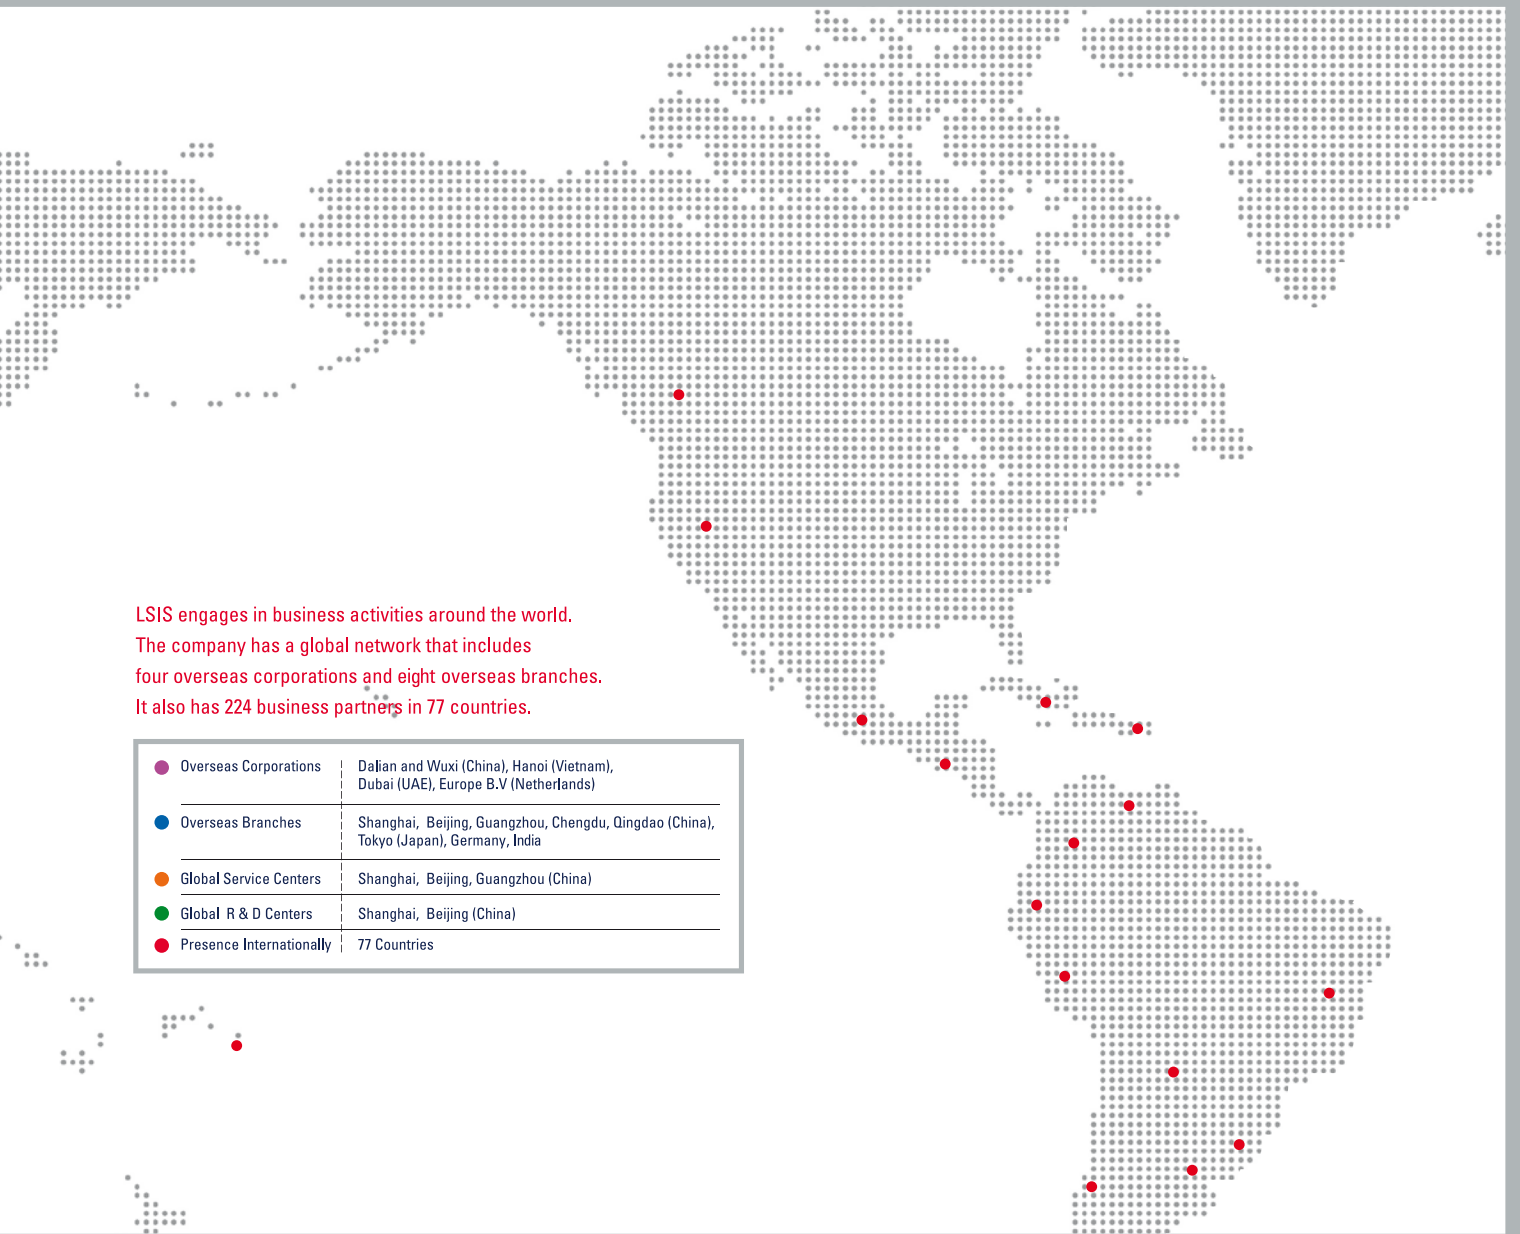 LSIS engages in business activities around the world.
The company has a global network that includes
four overseas corporations and eight overseas branches.
It also has 224 business partners in 77 countries.
Overseas Corporations
Dalian and Wuxi (China), Hanoi (Vietnam),
Dubai (UAE), Europe B.V (Netherlands)
Overseas Branches
Shanghai, Beijing, Guangzhou, Chengdu, Qingdao (China),
Tokyo (Japan), Germany, India
Global Service Centers
Shanghai, Beijing, Guangzhou (China)
Global R & D Centers
Shanghai, Beijing (China)
Presence Internationally
77 Countries